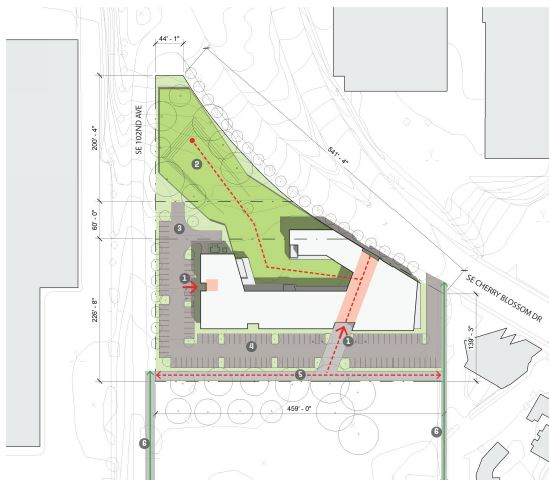 44' - 1"
SE 102ND AVE
200' - 4"
541' - 4"
2
60' - 0"
3
1
SE CHERRY BLOSSOM DR
226' - 8"
139' - 3"
1
4
5
459' - 0"
6
6